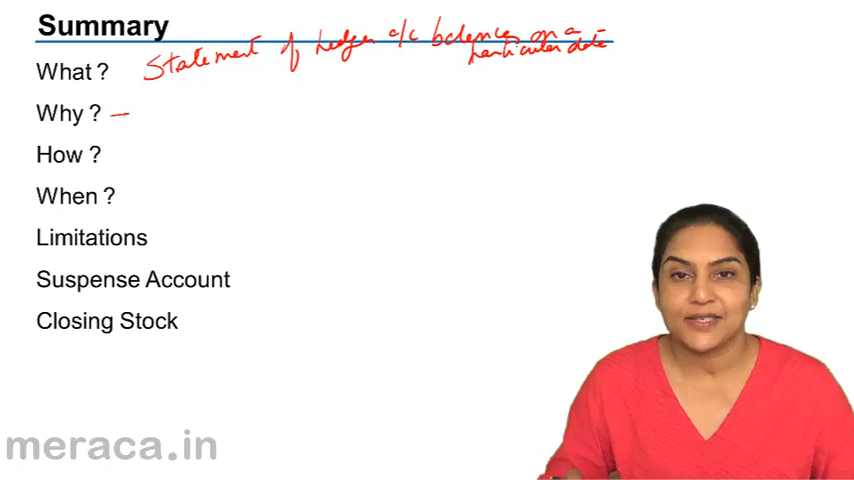 Summary
Statement of Ledger a/c balances on a
particular date
What ?
Why ? —
How ?
When ?
Limitations
Suspense Account
Closing Stock
meraca.in